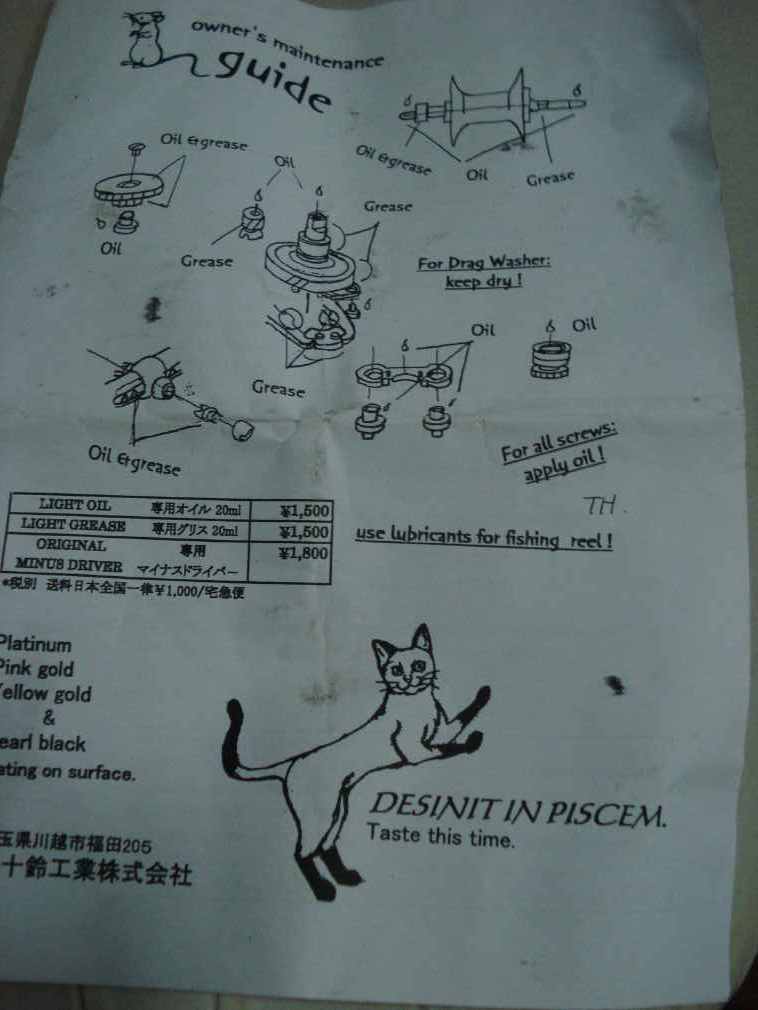 owner's maintenance
guide
Oil & grease
Oil
Grease
Oil & grease
Oil
Oil
Grease
Grease
For Drag Washer:
keep dry !
Oil
Oil
Grease
Oil & grease
For all screws:
apply oil !
TH.
use lubricants for fishing reel !
LIGHT OIL 専用オイル 20ml ¥1,500
LIGHT GREASE 専用グリス 20ml ¥1,500
ORIGINAL 専用 ¥1,800
MINUS DRIVER マイナスドライバー
*税別 送料日本全国一律¥1,000/宅急便
Platinum
Pink gold
Yellow gold
&
earl black
ating on surface.
DESINIT IN PISCEM.
Taste this time.
玉県川越市福田205
十鈴工業株式会社